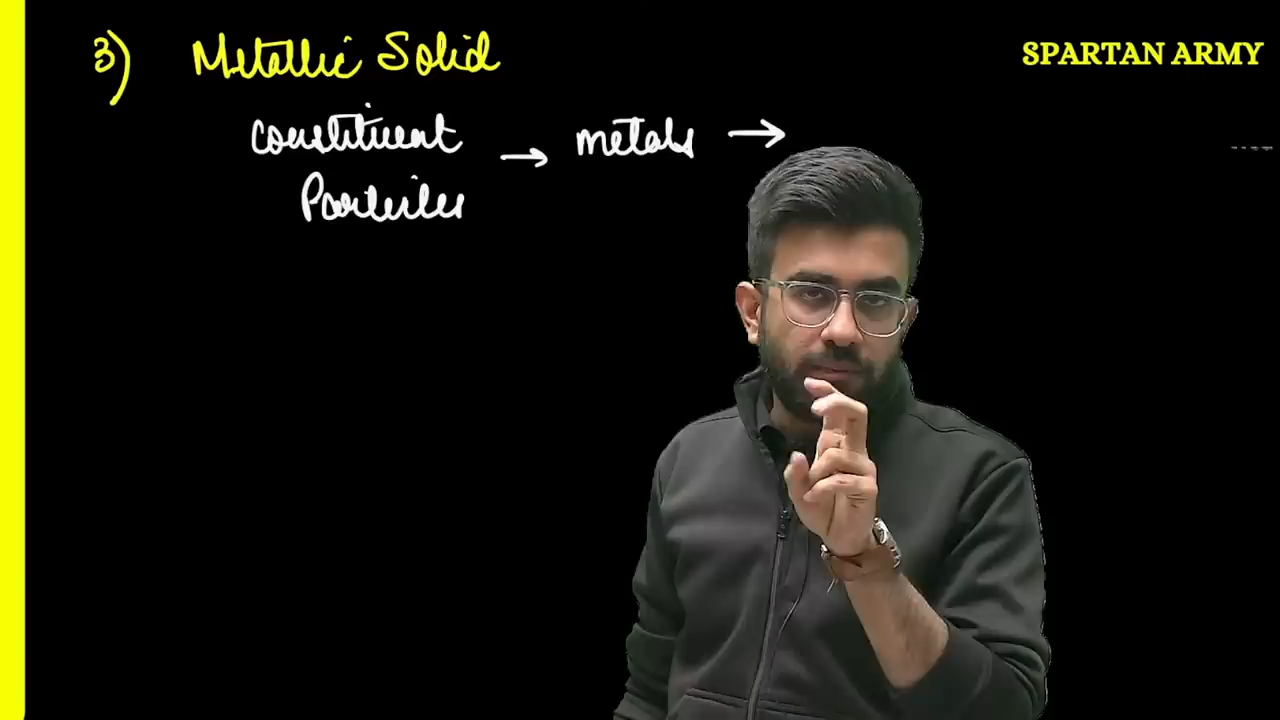 3) Metallic Solid
SPARTAN ARMY
constituent → metals →
Particles